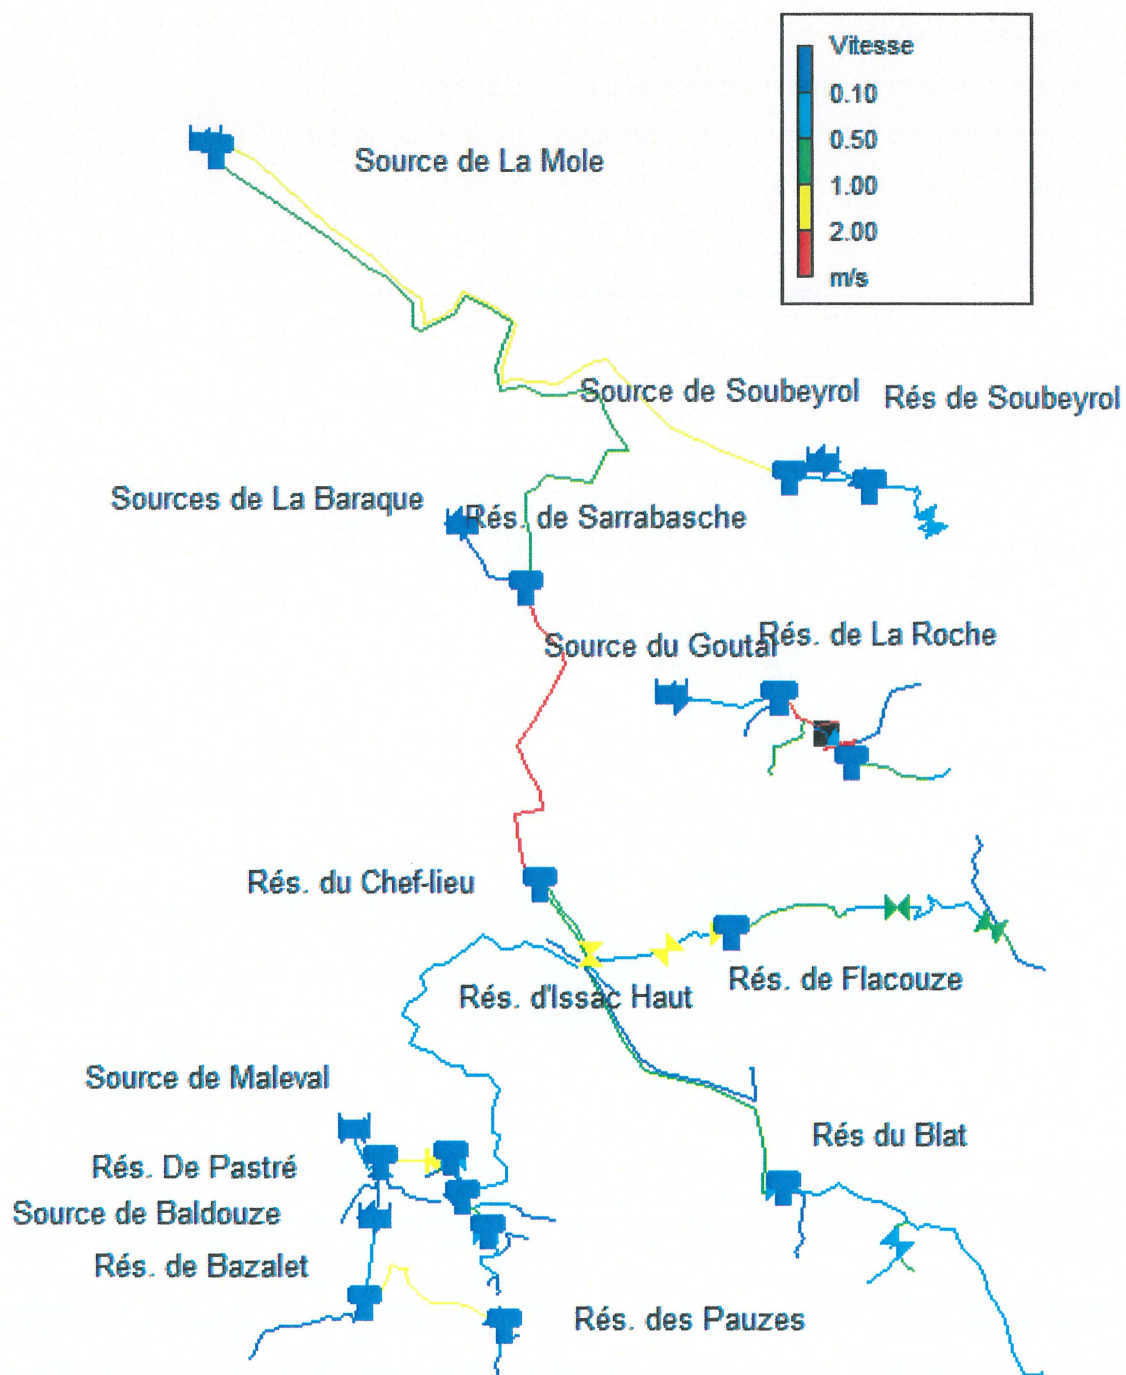 Vitesse
0.10
0.50
1.00
2.00
m/s
Source de La Mole
Source de Soubeyrol
Rés de Soubeyrol
Sources de La Baraque
Rés. de Sarrabasche
Source du Goutal
Rés. de La Roche
Rés. du Chef-lieu
Rés. de Flacouze
Rés. d'Issac Haut
Source de Maleval
Rés du Blat
Rés. De Pastré
Source de Baldouze
Rés. de Bazalet
Rés. des Pauzes